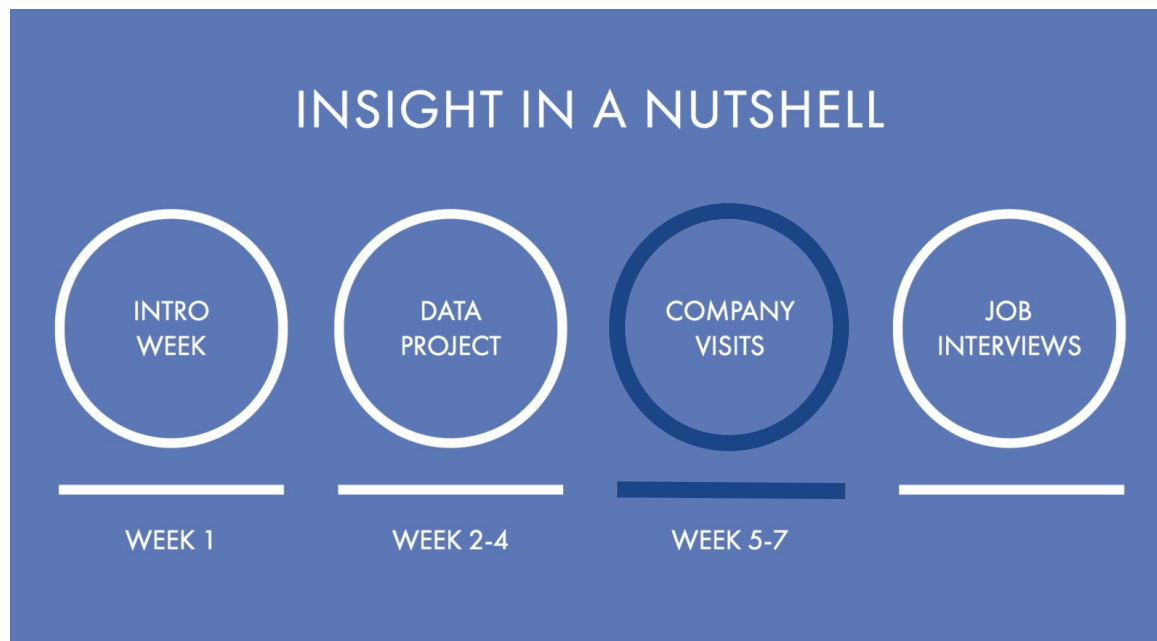 INSIGHT IN A NUTSHELL
INTRO
WEEK
DATA
PROJECT
COMPANY
VISITS
JOB
INTERVIEWS
WEEK 1
WEEK 2-4
WEEK 5-7